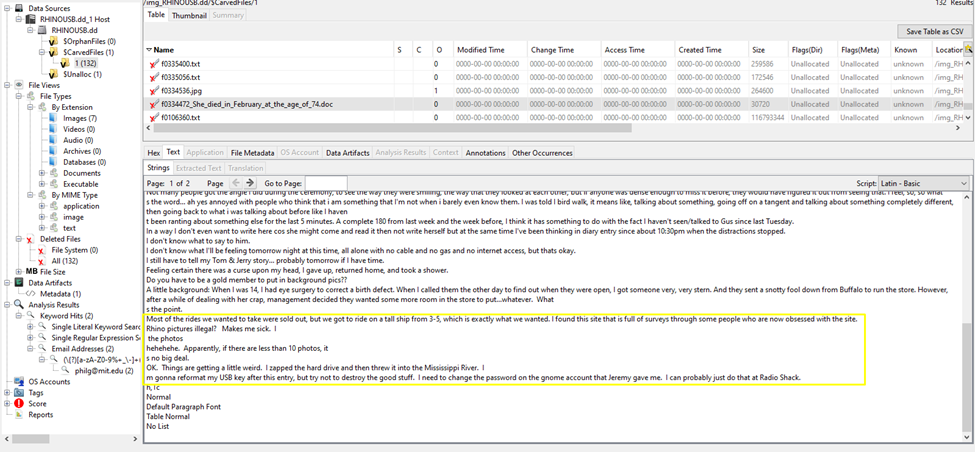 Data Sources
RHINOUSB.dd_1 Host
RHINOUSB.dd
$OrphanFiles (0)
$CarvedFiles (1)
1 (132)
$Unalloc (1)
File Views
File Types
By Extension
Images (7)
Videos (0)
Audio (0)
Archives (0)
Databases (0)
Documents
Executable
By MIME Type
application
image
text
Deleted Files
File System (0)
All (132)
MB File Size
Data Artifacts
Metadata (1)
Analysis Results
Keyword Hits (2)
Single Literal Keyword Sear
Single Regular Expression S
Email Addresses (2)
(\[?)[a-zA-Z0-9%+_\-]+(
philg@mit.edu (2)
OS Accounts
Tags
Score
Reports
/img_RHINOUSB.dd/$CarvedFiles/1
132 Results
Table Thumbnail Summary
Save Table as CSV
Name S C O Modified Time Change Time Access Time Created Time Size Flags(Dir) Flags(Meta) Known Location
f0335400.txt 0 0000-00-00 00:00:00 0000-00-00 00:00:00 0000-00-00 00:00:00 0000-00-00 00:00:00 259586 Unallocated Unallocated unknown /img_RH
f0335056.txt 0 0000-00-00 00:00:00 0000-00-00 00:00:00 0000-00-00 00:00:00 0000-00-00 00:00:00 172546 Unallocated Unallocated unknown /img_RH
f0334536.jpg 1 0000-00-00 00:00:00 0000-00-00 00:00:00 0000-00-00 00:00:00 0000-00-00 00:00:00 264600 Unallocated Unallocated unknown /img_RH
f0334472_She_died_in_February_at_the_age_of_74.doc 0 0000-00-00 00:00:00 0000-00-00 00:00:00 0000-00-00 00:00:00 0000-00-00 00:00:00 30720 Unallocated Unallocated unknown /img_RH
f0106360.txt 0 0000-00-00 00:00:00 0000-00-00 00:00:00 0000-00-00 00:00:00 0000-00-00 00:00:00 116793344 Unallocated Unallocated unknown /img_RH
Hex Text Application File Metadata OS Account Data Artifacts Analysis Results Context Annotations Other Occurrences
Strings Extracted Text Translation
Page: 1 of 2 Page Go to Page: Script: Latin - Basic
Not many people got the angle I did during the ceremony, to see the way they were smiling, the way that they looked at each other, but if anyone was dense enough to miss it before, they would have figured it out from seeing that. I feel, so, so what
s the word... ah yes annoyed with people who think that i am something that I'm not when i barely even know them. I was told I bird walk, it means like, talking about something, going off on a tangent and talking about something completely different,
then going back to what i was talking about before like I haven
t been ranting about something else for the last 5 minutes. A complete 180 from last week and the week before, I think it has something to do with the fact I haven't seen/talked to Gus since last Tuesday.
In a way I don't even want to write here cos she might come and read it then not write herself but at the same time I've been thinking in diary entry since about 10:30pm when the distractions stopped.
I don't know what to say to him.
I don't know what I'll be feeling tomorrow night at this time, all alone with no cable and no gas and no internet access, but thats okay.
I still have to tell my Tom & Jerry story... probably tomorrow if I have time.
Feeling certain there was a curse upon my head, I gave up, returned home, and took a shower.
Do you have to be a gold member to put in background pics??
A little background: When I was 14, I had eye surgery to correct a birth defect. When I called them the other day to find out when they were open, I got someone very, very stern. And they sent a snotty fool down from Buffalo to run the store. However,
after a while of dealing with her crap, management decided they wanted some more room in the store to put...whatever. What
s the point.
Most of the rides we wanted to take were sold out, but we got to ride on a tall ship from 3-5, which is exactly what we wanted. I found this site that is full of surveys through some people who are now obsessed with the site.
Rhino pictures illegal? Makes me sick. I
the photos
hehehehe. Apparently, if there are less than 10 photos, it
s no big deal.
OK. Things are getting a little weird. I zapped the hard drive and then threw it into the Mississippi River. I
m gonna reformat my USB key after this entry, but try not to destroy the good stuff. I need to change the password on the gnome account that Jeremy gave me. I can probably just do that at Radio Shack.
Normal
Default Paragraph Font
Table Normal
No List